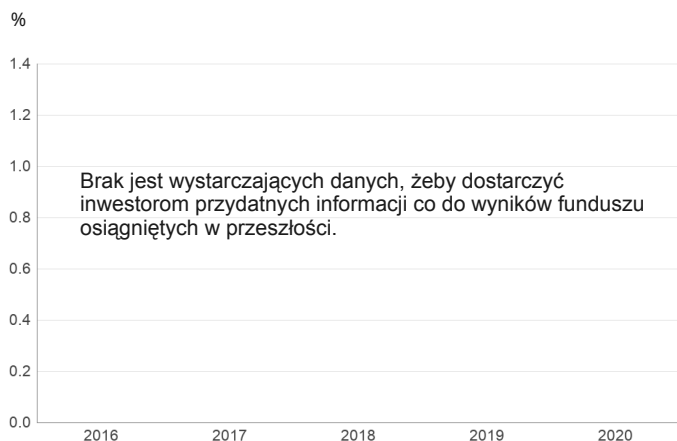 %
1.4
1.2
1.0
Brak jest wystarczających danych, żeby dostarczyć
inwestorom przydatnych informacji co do wyników funduszu
0.8
osiągniętych w przeszłości.
0.6
0.4
0.2
0.0
2016 2017 2018 2019 2020